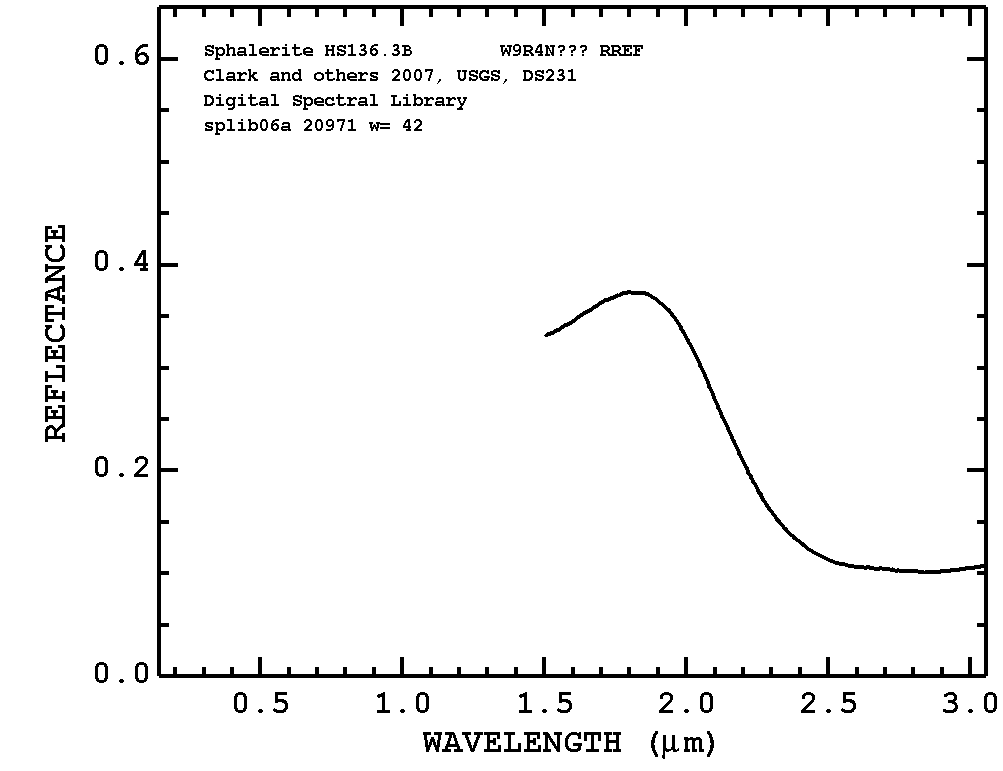 Sphalerite HS136.3B W9R4N??? RREF
Clark and others 2007, USGS, DS231
Digital Spectral Library
splib06a 20971 w= 42
REFLECTANCE
0.6
0.4
0.2
0.0
0.5 1.0 1.5 2.0 2.5 3.0
WAVELENGTH (μm)